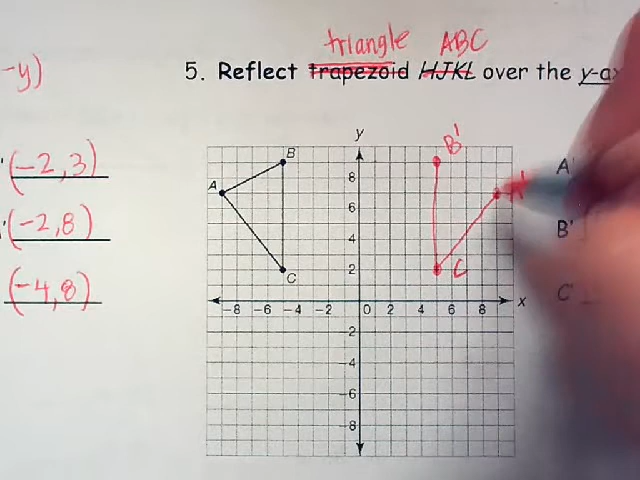 triangle ABC
-y)
5. Reflect trapezoid HJKL over the y-ax
'(-2,3)
'(-2,8)
(-4,8)
y
B
B'
A
A'
A'
B'
C
C
C
8
6
4
2
-8 -6 -4 -2 0 2 4 6 8 x
-2
-4
-6
-8